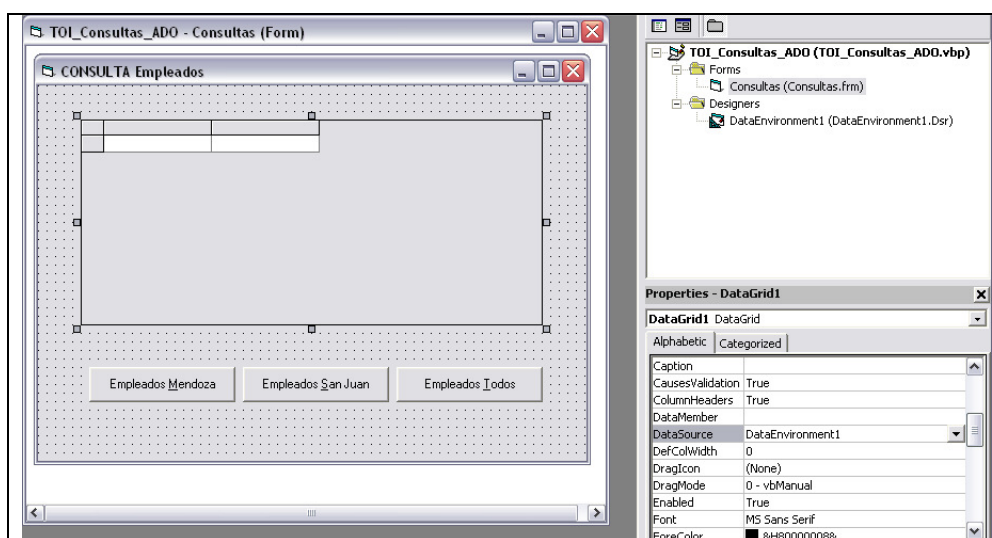 TOI_Consultas_ADO - Consultas (Form)
CONSULTA Empleados
Empleados Mendoza
Empleados San Juan
Empleados Todos
TOI_Consultas_ADO (TOI_Consultas_ADO.vbp)
Forms
Consultas (Consultas.frm)
Designers
DataEnvironment1 (DataEnvironment1.Dsr)
Properties - DataGrid1
DataGrid1 DataGrid
Alphabetic Categorized
Caption
CausesValidation True
ColumnHeaders True
DataMember
DataSource DataEnvironment1
DefColWidth 0
DragIcon (None)
DragMode 0 - vbManual
Enabled True
Font MS Sans Serif
ForeColor &H80000008&